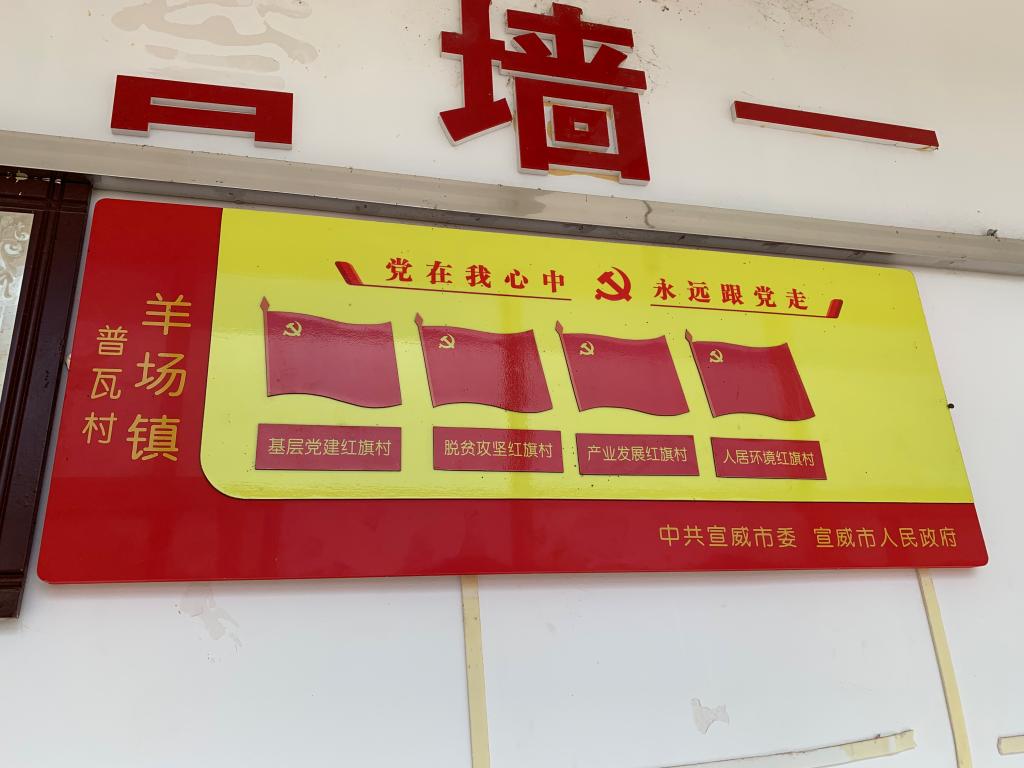 墙一
党在我心中 永远跟党走
羊场镇
普瓦村
基层党建红旗村 脱贫攻坚红旗村 产业发展红旗村 人居环境红旗村
中共宣威市委 宣威市人民政府